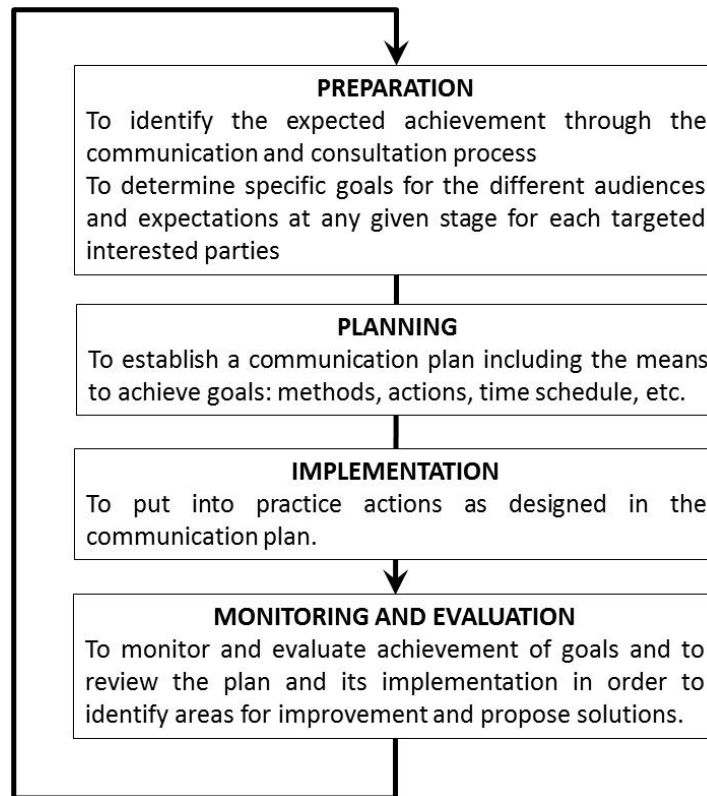 PREPARATION
To identify the expected achievement through the
communication and consultation process
To determine specific goals for the different audiences
and expectations at any given stage for each targeted
interested parties
PLANNING
To establish a communication plan including the means
to achieve goals: methods, actions, time schedule, etc.
IMPLEMENTATION
To put into practice actions as designed in the
communication plan.
MONITORING AND EVALUATION
To monitor and evaluate achievement of goals and to
review the plan and its implementation in order to
identify areas for improvement and propose solutions.